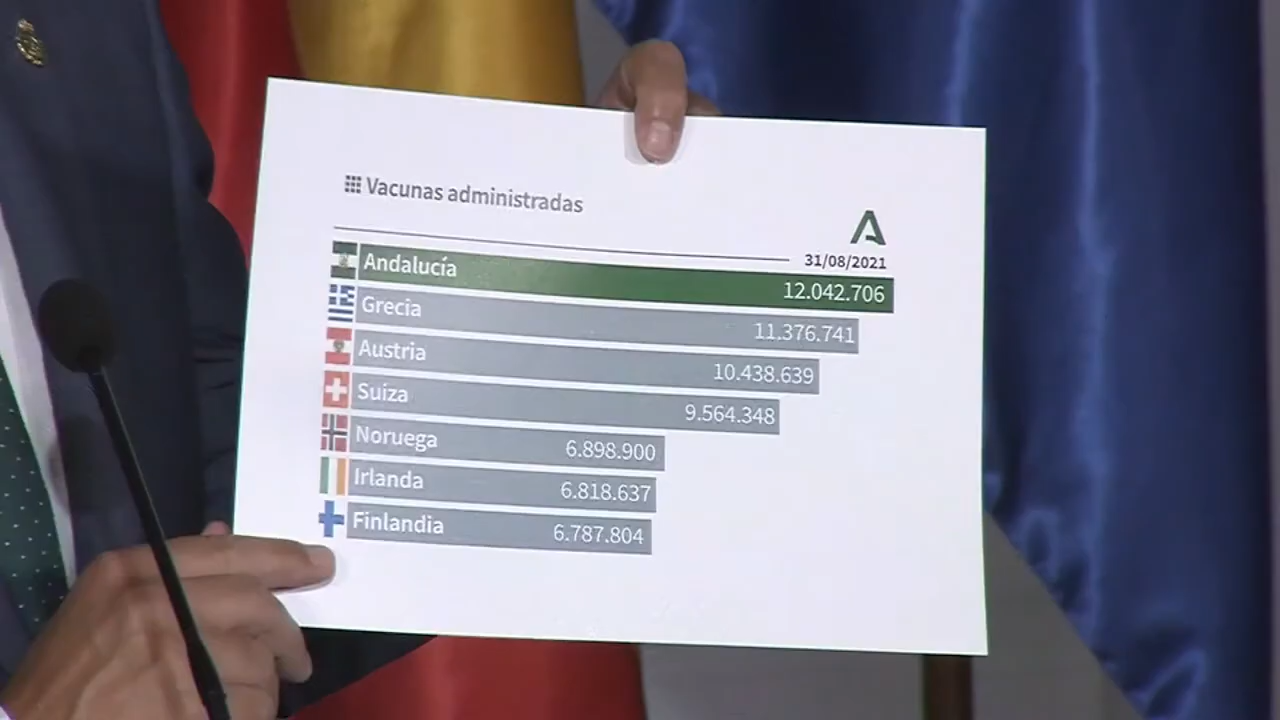 Vacunas administradas
31/08/2021
Andalucía 12.042.706
Grecia 11.376.741
Austria 10.438.639
Suiza 9.564.348
Noruega 6.898.900
Irlanda 6.818.637
Finlandia 6.787.804